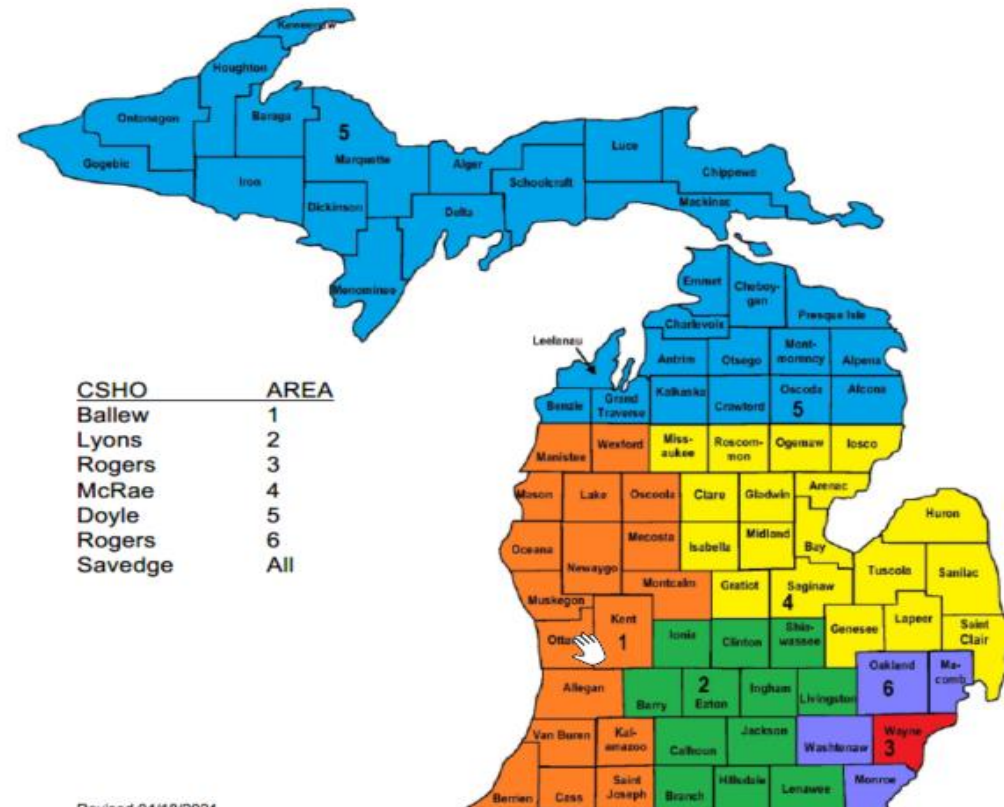 Keweenaw
Houghton
Ontonagon
Baraga
5
Gogebic
Marquette
Alger
Luce
Chippewa
Iron
Schoolcraft
Mackinac
Dickinson
Delta
Menominee
Emmet
Cheboy-
gan
Presque Isle
Charlevoix
Leelanau
Antrim
Otsego
Mont-
morency
Alpena
Benzie
Grand
Traverse
Kalkaska
Crawford
Oscoda
5
Alcona
CSHO AREA
Ballew 1
Lyons 2
Rogers 3
McRae 4
Doyle 5
Rogers 6
Savedge All
Manistee
Wexford
Miss-
aukee
Roscom-
mon
Ogemaw
Iosco
Mason
Lake
Osceola
Clare
Gladwin
Arenac
Huron
Oceana
Newaygo
Mecosta
Isabella
Midland
Bay
Tuscola
Sanilac
Muskegon
Montcalm
Gratiot
Saginaw
4
Kent
1
Ionia
Clinton
Shia-
wassee
Genesee
Lapeer
Saint
Clair
Allegan
Barry
2
Eaton
Ingham
Livingston
Oakland
6
Ma-
comb
Van Buren
Kal-
amazoo
Calhoun
Jackson
Washtenaw
Wayne
3
Berrien
Cass
Saint
Joseph
Branch
Hillsdale
Lenawee
Monroe